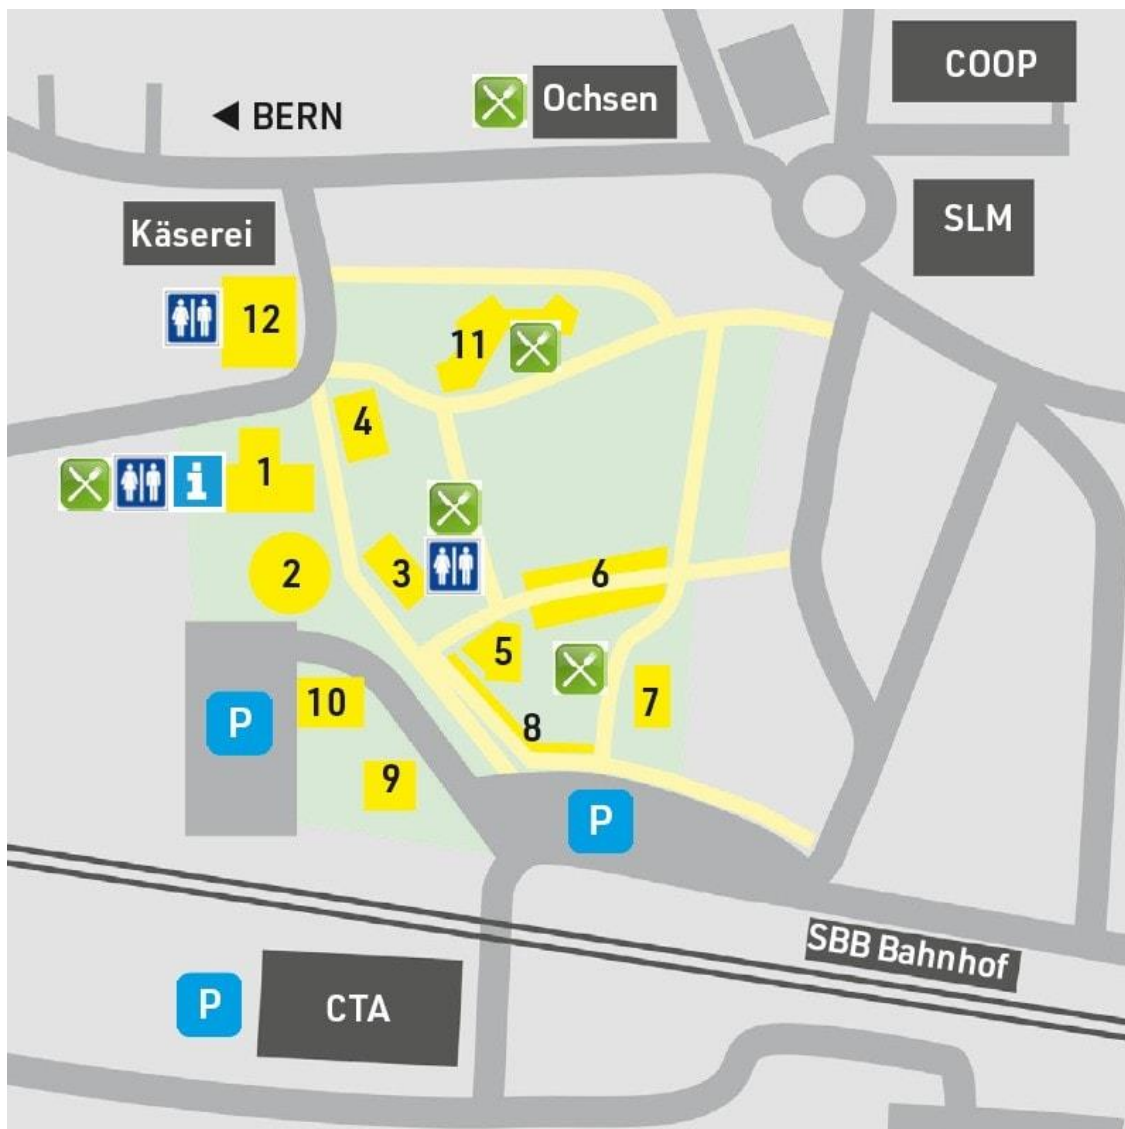 COOP
Ochsen
◀ BERN
SLM
Käserei
12
11
4
1
i
2
3
6
5
10
P
7
8
9
P
SBB Bahnhof
P
CTA